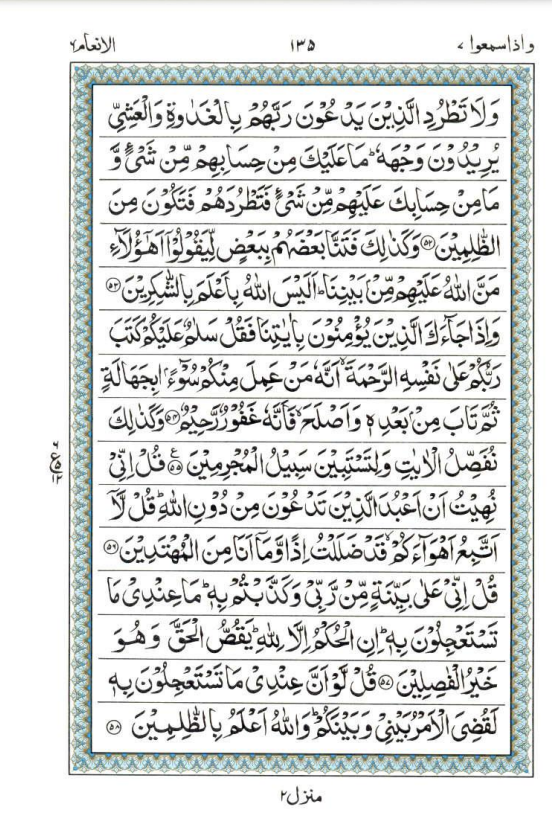 واذاسمعوا ٧ ١٣٥ الانعام ٦
وَلَا تَطْرُدِ الَّذِيْنَ يَدْعُوْنَ رَبَّهُمْ بِالْغَدٰوةِ وَالْعَشِيِّ
يُرِيْدُوْنَ وَجْهَهٗ ؕ مَا عَلَيْكَ مِنْ حِسَابِهِمْ مِّنْ شَيْءٍ وَّ
مَا مِنْ حِسَابِكَ عَلَيْهِمْ مِّنْ شَيْءٍ فَتَطْرُدَهُمْ فَتَكُوْنَ مِنَ
الظّٰلِمِيْنَ ﴿۵۲﴾ وَكَذٰلِكَ فَتَنَّا بَعْضَهُمْ بِبَعْضٍ لِّيَقُوْلُوْۤا اَهٰۤؤُلَآءِ
مَنَّ اللّٰهُ عَلَيْهِمْ مِّنْۢ بَيْنِنَا ؕ اَلَيْسَ اللّٰهُ بِاَعْلَمَ بِالشّٰكِرِيْنَ ﴿۵۳﴾
وَاِذَا جَآءَكَ الَّذِيْنَ يُؤْمِنُوْنَ بِاٰيٰتِنَا فَقُلْ سَلٰمٌ عَلَيْكُمْ كَتَبَ
رَبُّكُمْ عَلٰى نَفْسِهِ الرَّحْمَةَ ۙ اَنَّهٗ مَنْ عَمِلَ مِنْكُمْ سُوْٓءًۢا بِجَهَالَةٍ
ثُمَّ تَابَ مِنْۢ بَعْدِهٖ وَاَصْلَحَ ۙ فَاَنَّهٗ غَفُوْرٌ رَّحِيْمٌ ﴿۵۴﴾ وَكَذٰلِكَ
نُفَصِّلُ الْاٰيٰتِ وَلِتَسْتَبِيْنَ سَبِيْلُ الْمُجْرِمِيْنَ ﴿۵۵﴾ ع قُلْ اِنِّيْ
نُهِيْتُ اَنْ اَعْبُدَ الَّذِيْنَ تَدْعُوْنَ مِنْ دُوْنِ اللّٰهِ ؕ قُلْ لَّاۤ
اَتَّبِعُ اَهْوَآءَكُمْ ۙ قَدْ ضَلَلْتُ اِذًا وَّمَاۤ اَنَا مِنَ الْمُهْتَدِيْنَ ﴿۵۶﴾
قُلْ اِنِّيْ عَلٰى بَيِّنَةٍ مِّنْ رَّبِّيْ وَكَذَّبْتُمْ بِهٖ ؕ مَا عِنْدِيْ مَا
تَسْتَعْجِلُوْنَ بِهٖ ؕ اِنِ الْحُكْمُ اِلَّا لِلّٰهِ ؕ يَقُصُّ الْحَقَّ وَهُوَ
خَيْرُ الْفٰصِلِيْنَ ﴿۵۷﴾ قُلْ لَّوْ اَنَّ عِنْدِيْ مَا تَسْتَعْجِلُوْنَ بِهٖ
لَقُضِيَ الْاَمْرُ بَيْنِيْ وَبَيْنَكُمْ ؕ وَاللّٰهُ اَعْلَمُ بِالظّٰلِمِيْنَ ﴿۵۸﴾
منزل ٢